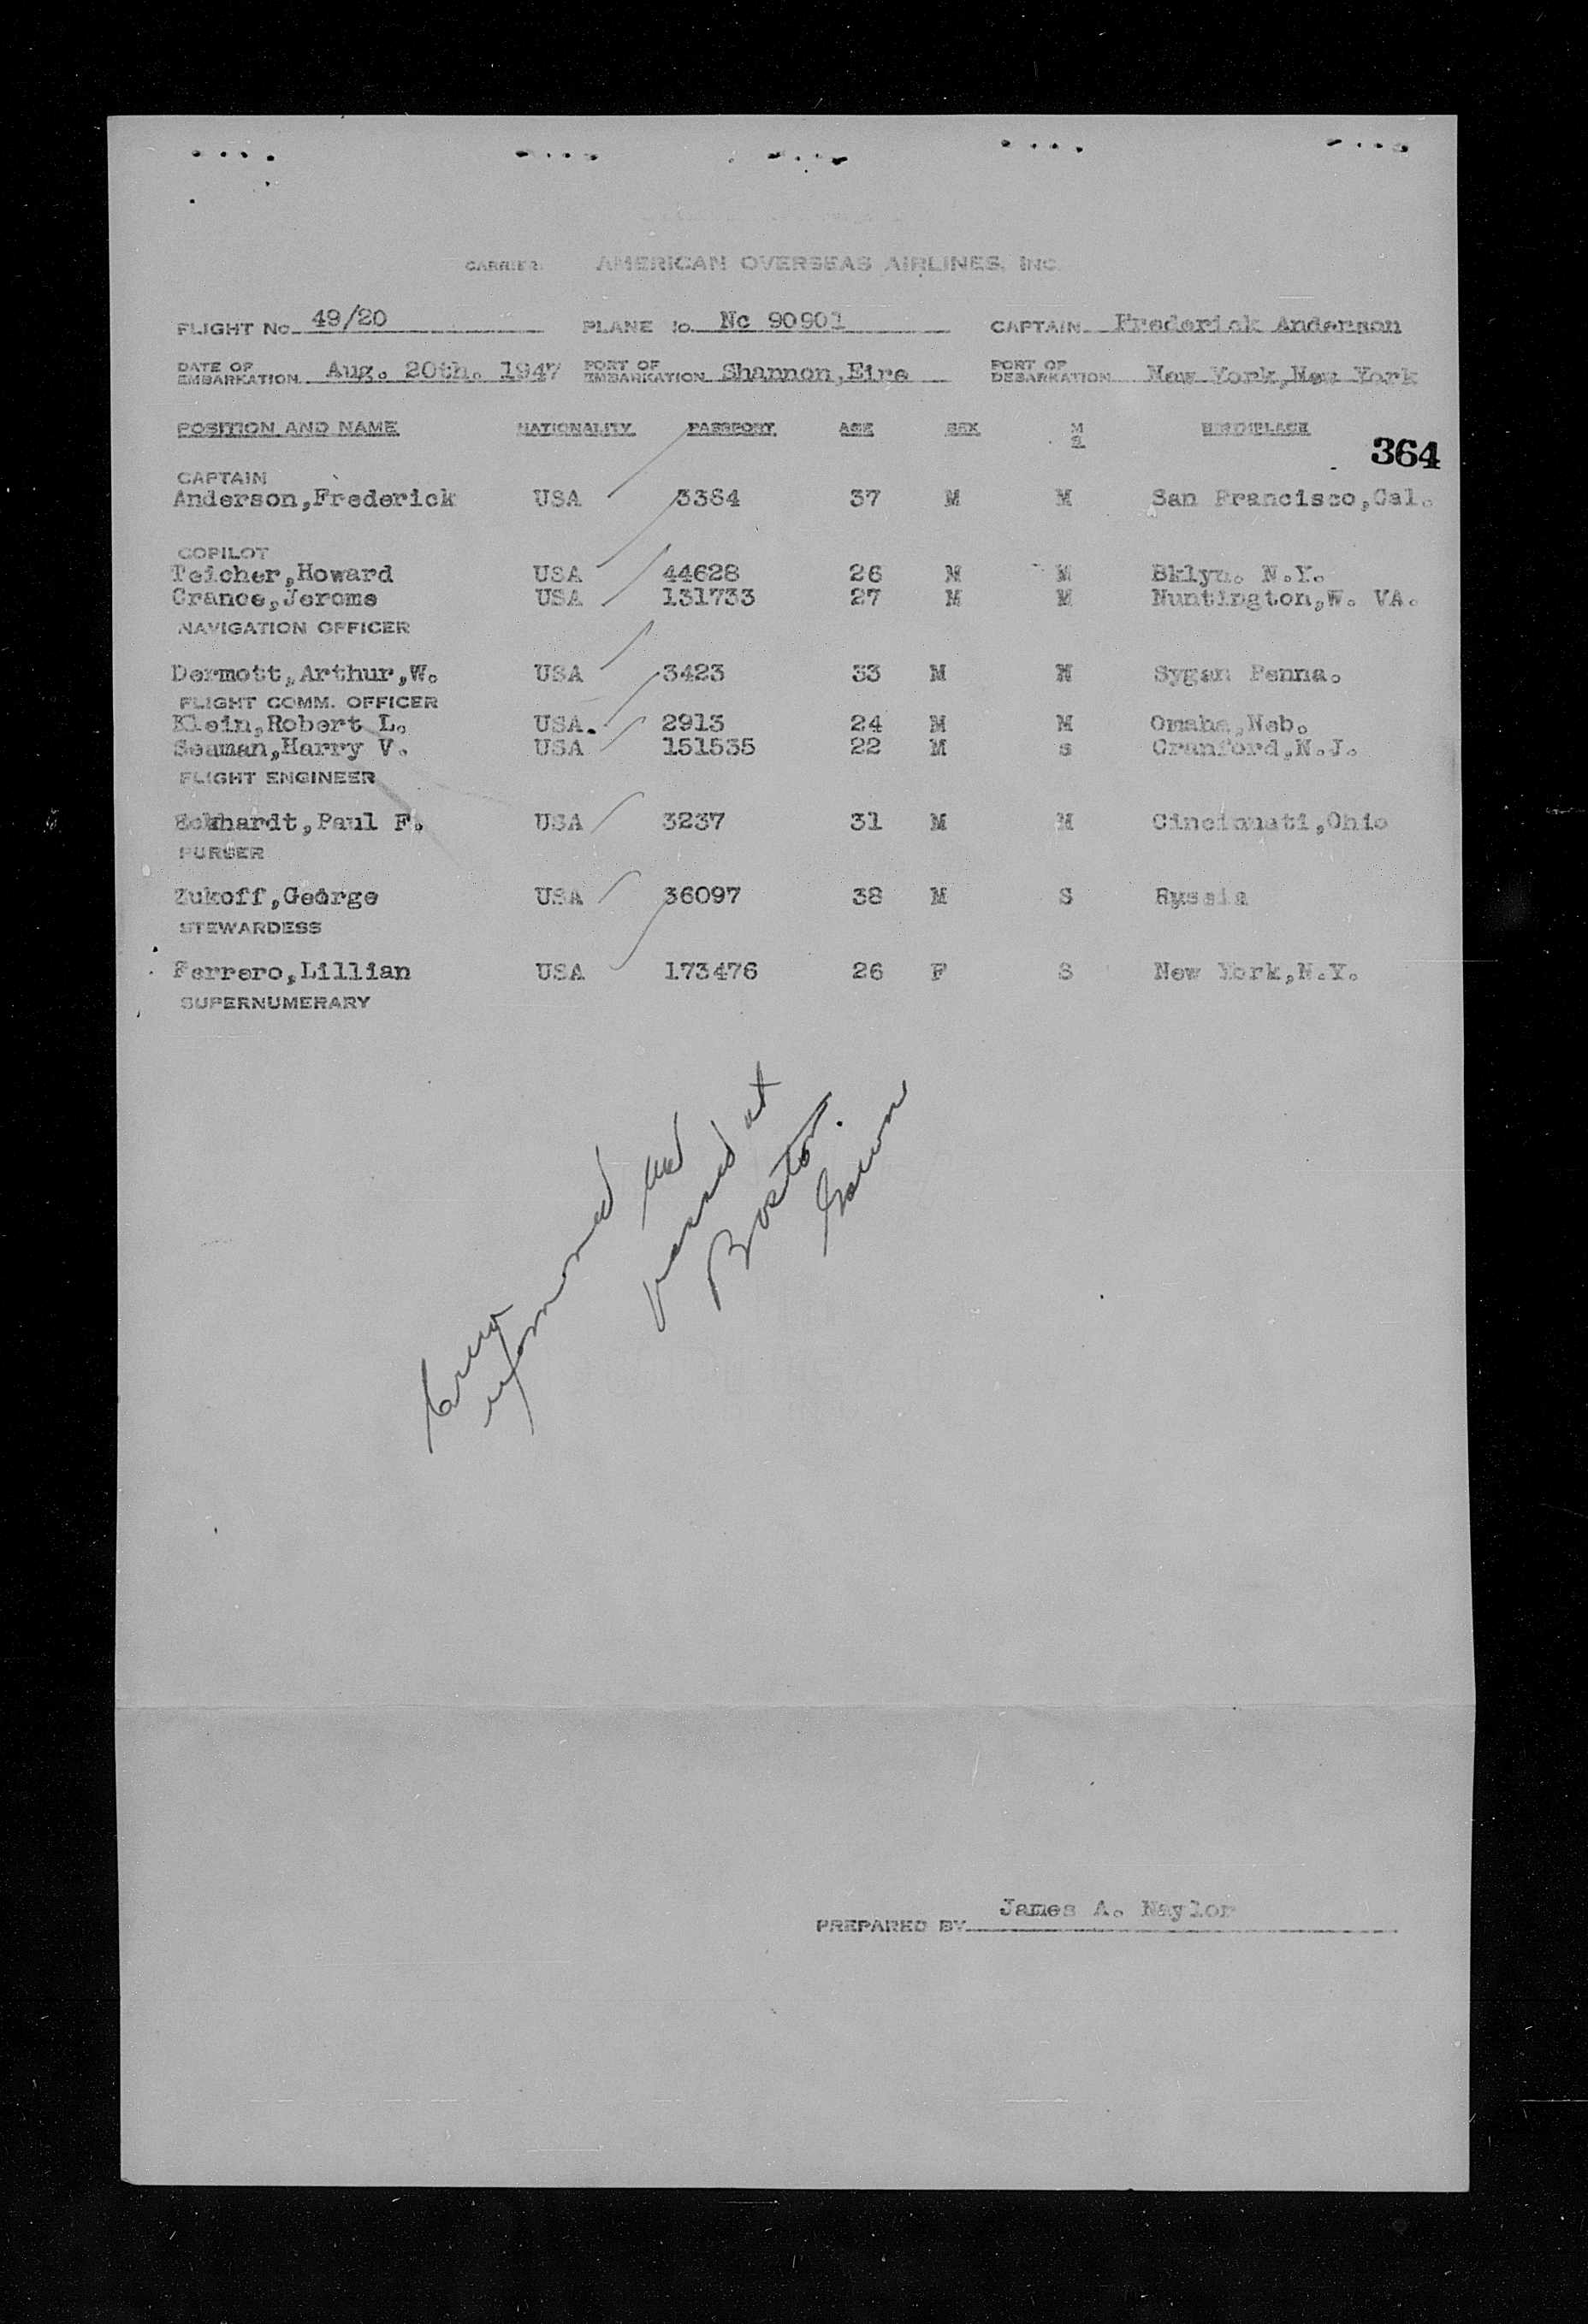 CARRIER: AMERICAN OVERSEAS AIRLINES, INC.
FLIGHT No. 49/20 PLANE No. Nc 90901 CAPTAIN Frederick Anderson
DATE OF EMBARKATION Aug. 20th. 1947 PORT OF EMBARKATION Shannon,Eire PORT OF DEBARKATION New York,New York
POSITION AND NAME NATIONALITY PASSPORT AGE SEX M S BIRTHPLACE
364
CAPTAIN
Anderson,Frederick USA 3384 37 M M San Francisco,Cal.
COPILOT
Teicher,Howard USA 44628 26 M M Bklyn. N.Y.
Crance,Jerome USA 131733 27 M M Huntington,W. VA.
NAVIGATION OFFICER
Dermott,Arthur,W. USA 3423 33 M M Sygan Penna.
FLIGHT COMM. OFFICER
Klein,Robert L. USA. 2913 24 M M Omaha,Neb.
Seaman,Harry V. USA 151535 22 M s Cranford,N.J.
FLIGHT ENGINEER
Eckhardt,Paul F. USA 3237 31 M M Cincinnati,Ohio
PURSER
Zukoff,George USA 36097 38 M S Russia
STEWARDESS
Ferrero,Lillian USA 173476 26 F S New York,N.Y.
SUPERNUMERARY
Crew
and
passed at
Boston.
PREPARED BY James A. Naylor